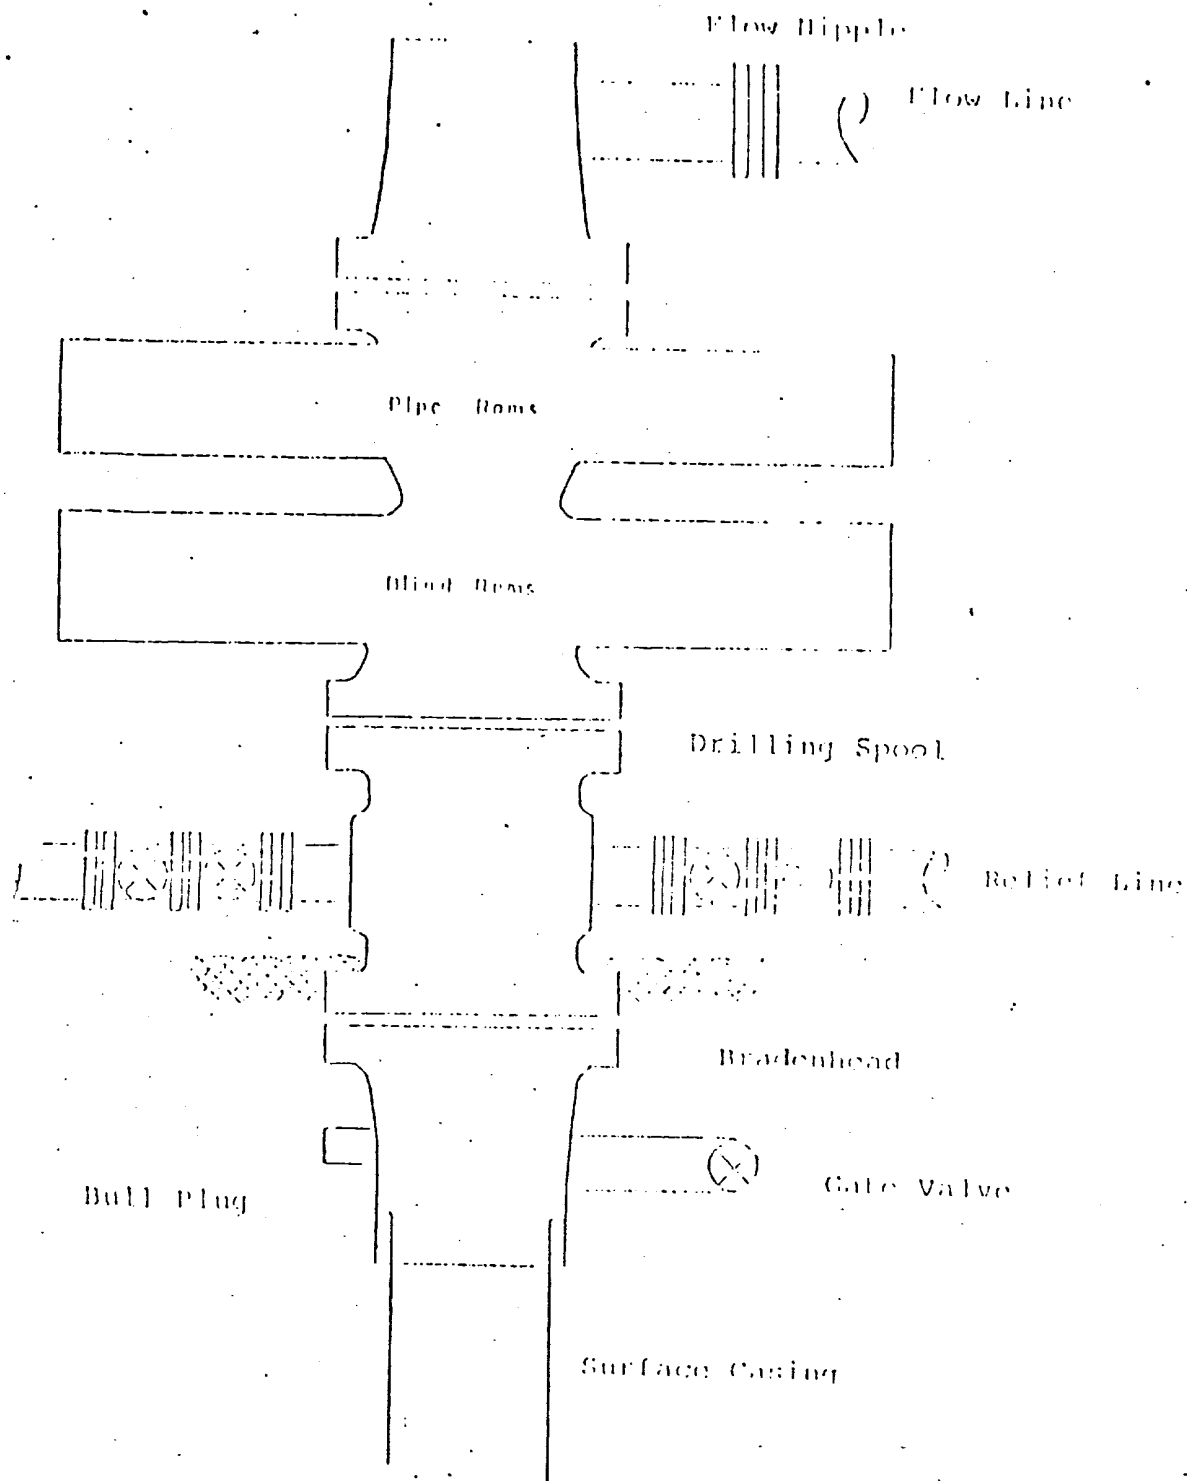 Flow Nipple
Flow Line
Pipe Rams
Blind Rams
Drilling Spool
Relief Line
Bradenhead
Bull Plug
Gate Valve
Surface Casing